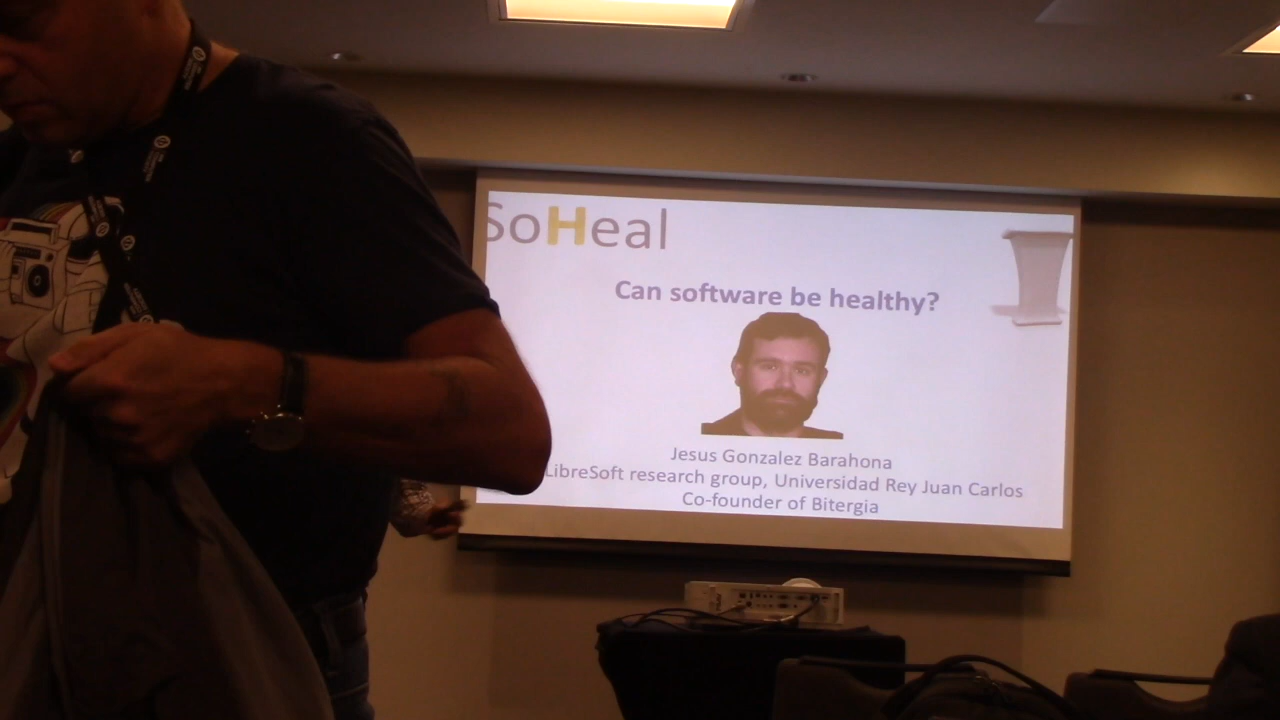 SoHeal
Can software be healthy?
Jesus Gonzalez Barahona
LibreSoft research group, Universidad Rey Juan Carlos
Co-founder of Bitergia